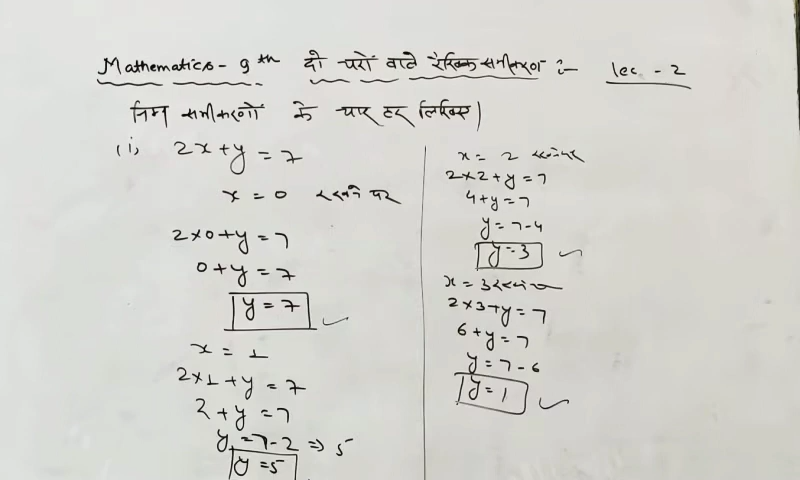 Mathematics - 9th दो चरों वाले रैखिक समीकरण :- lec. - 2
निम्न समीकरणों के चार हल लिखिए।
(i) 2x + y = 7
x = 0 रखने पर
2×0 + y = 7
0 + y = 7
y = 7
x = 1
2×1 + y = 7
2 + y = 7
y = 7 - 2 ⇒ 5
y = 5
x = 2 रखने पर
2×2 + y = 7
4 + y = 7
y = 7 - 4
y = 3
x = 3 रखने पर
2×3 + y = 7
6 + y = 7
y = 7 - 6
y = 1